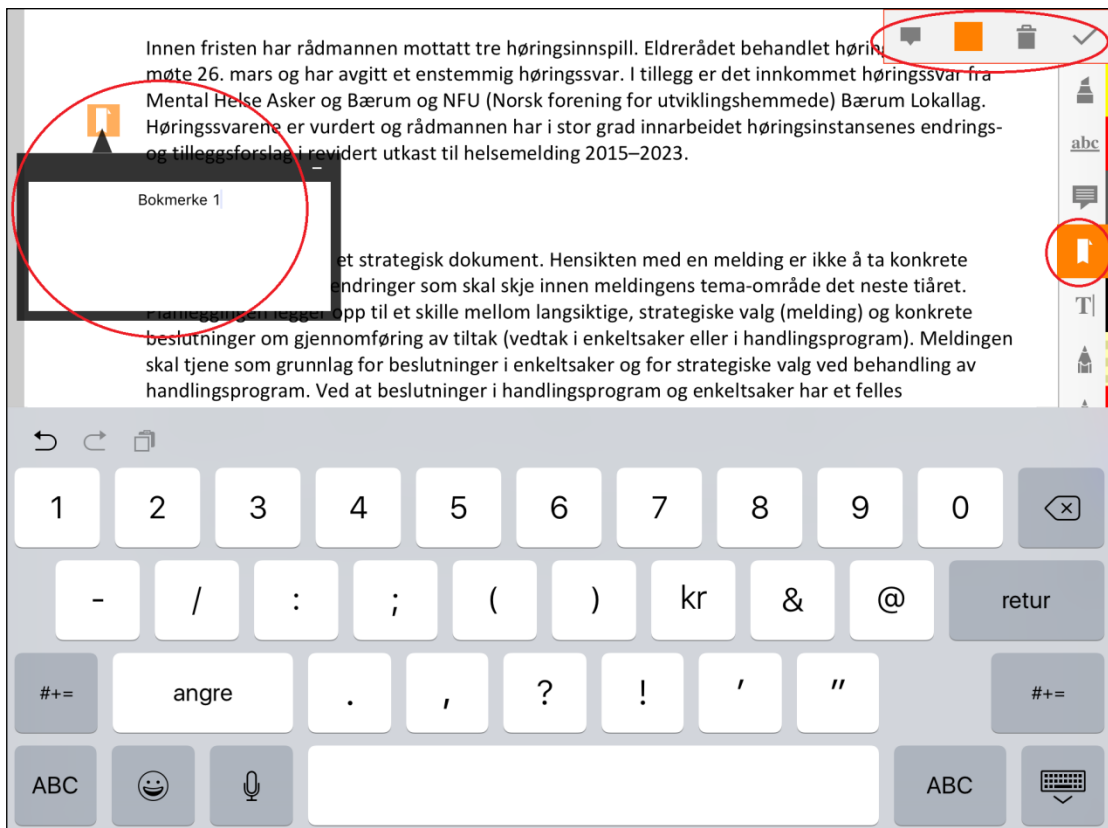 Innen fristen har rådmannen mottatt tre høringsinnspill. Eldrerådet behandlet
møte 26. mars og har avgitt et enstemmig høringssvar. I tillegg er det innkommet høringssvar fra
Mental Helse Asker og Bærum og NFU (Norsk forening for utviklingshemmede) Bærum Lokallag.
Høringssvarene er vurdert og rådmannen har i stor grad innarbeidet høringsinstansenes endrings-
og tilleggsforslag i revidert utkast til helsemelding 2015–2023.
abc
Bokmerke 1
et strategisk dokument. Hensikten med en melding er ikke å ta konkrete
endringer som skal skje innen meldingens tema-område det neste tiåret.
T
Planleggingen legger opp til et skille mellom langsiktige, strategiske valg (melding) og konkrete
beslutninger om gjennomføring av tiltak (vedtak i enkeltsaker eller i handlingsprogram). Meldingen
skal tjene som grunnlag for beslutninger i enkeltsaker og for strategiske valg ved behandling av
handlingsprogram. Ved at beslutninger i handlingsprogram og enkeltsaker har et felles
1 2 3 4 5 6 7 8 9 0
- / : ; ( ) kr & @ retur
#+= angre . , ? ! ' " #+=
ABC ABC